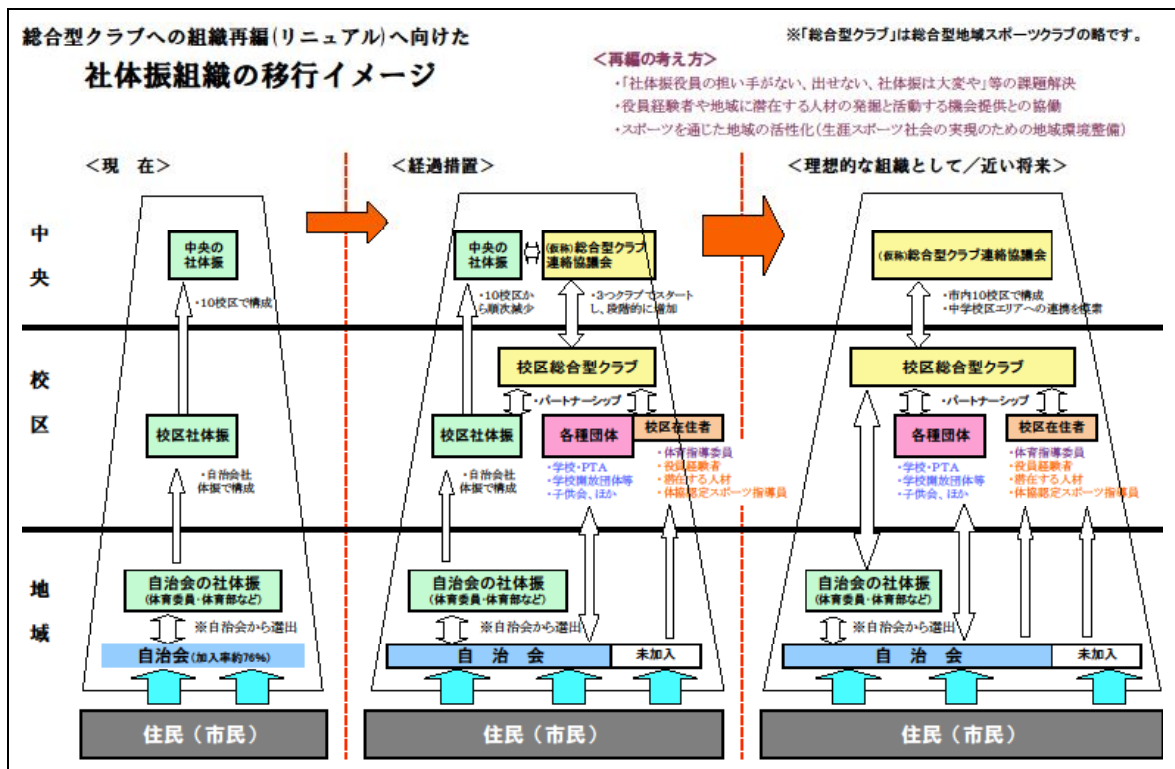 総合型クラブへの組織再編(リニュアル)へ向けた
社体振組織の移行イメージ
※「総合型クラブ」は総合型地域スポーツクラブの略です。
＜再編の考え方＞
・「社体振役員の担い手がない、出せない、社体振は大変や」等の課題解決
・役員経験者や地域に潜在する人材の発掘と活動する機会提供との協働
・スポーツを通じた地域の活性化(生涯スポーツ社会の実現のための地域環境整備)
＜現 在＞
＜経過措置＞
＜理想的な組織として／近い将来＞
中央
校区
地域
中央の
社体振
・10校区で構成
校区社体振
・自治会社
体振で構成
自治会の社体振
(体育委員・体育部など)
※自治会から選出
自治会(加入率約76%)
住民（市民）
中央の
社体振
(仮称)総合型クラブ
連絡協議会
・10校区か
ら順次減少
・3つクラブでスタート
し、段階的に増加
校区総合型クラブ
・パートナーシップ
校区社体振
各種団体
校区在住者
・自治会社
体振で構成
・学校・PTA
・学校開放団体等
・子供会、ほか
・体育指導委員
・役員経験者
・潜在する人材
・体協認定スポーツ指導員
自治会の社体振
(体育委員・体育部など)
※自治会から選出
自 治 会
未加入
住民（市民）
(仮称)総合型クラブ連絡協議会
・市内10校区で構成
・中学校区エリアへの連携を模索
校区総合型クラブ
・パートナーシップ
各種団体
校区在住者
・学校・PTA
・学校開放団体等
・子供会、ほか
・体育指導委員
・役員経験者
・潜在する人材
・体協認定スポーツ指導員
自治会の社体振
(体育委員・体育部など)
※自治会から選出
自 治 会
未加入
住民（市民）